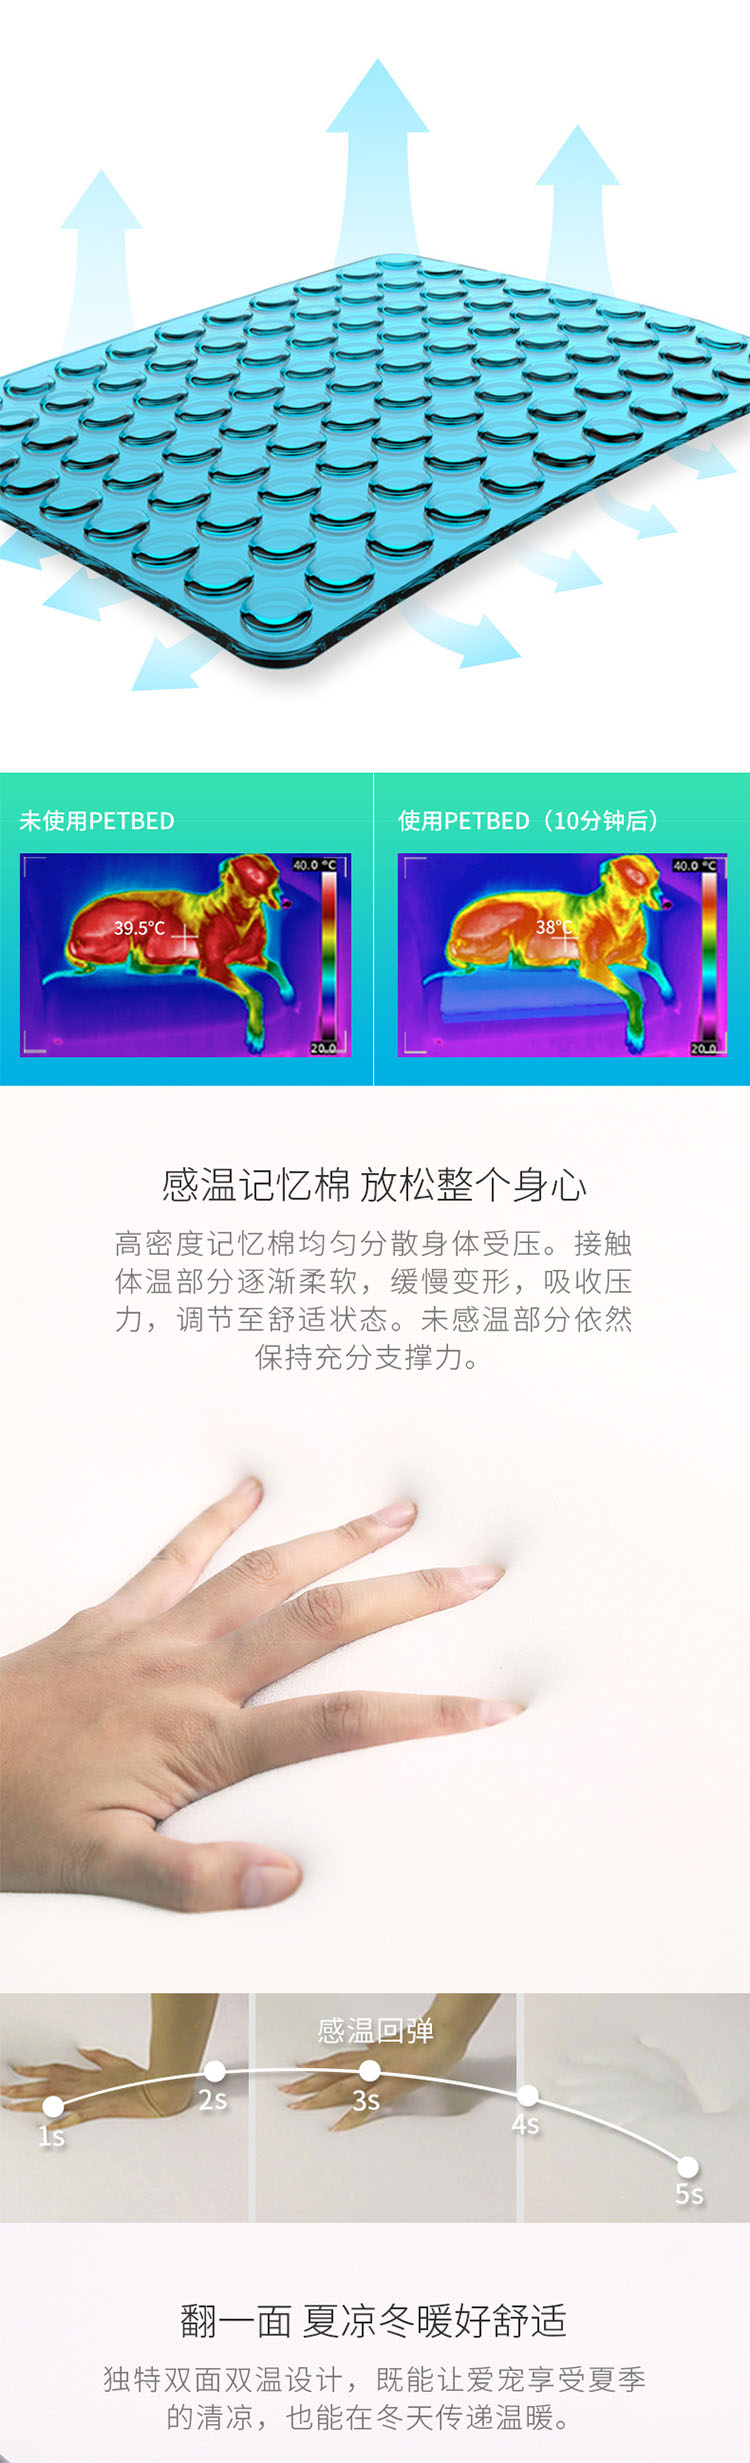 未使用PETBED
使用PETBED（10分钟后）
40.0 °C
39.5°C
20.0
40.0 °C
38°C
20.0
感温记忆棉 放松整个身心
高密度记忆棉均匀分散身体受压。接触
体温部分逐渐柔软，缓慢变形，吸收压
力，调节至舒适状态。未感温部分依然
保持充分支撑力。
感温回弹
1s
2s
3s
4s
5s
翻一面 夏凉冬暖好舒适
独特双面双温设计，既能让爱宠享受夏季
的清凉，也能在冬天传递温暖。